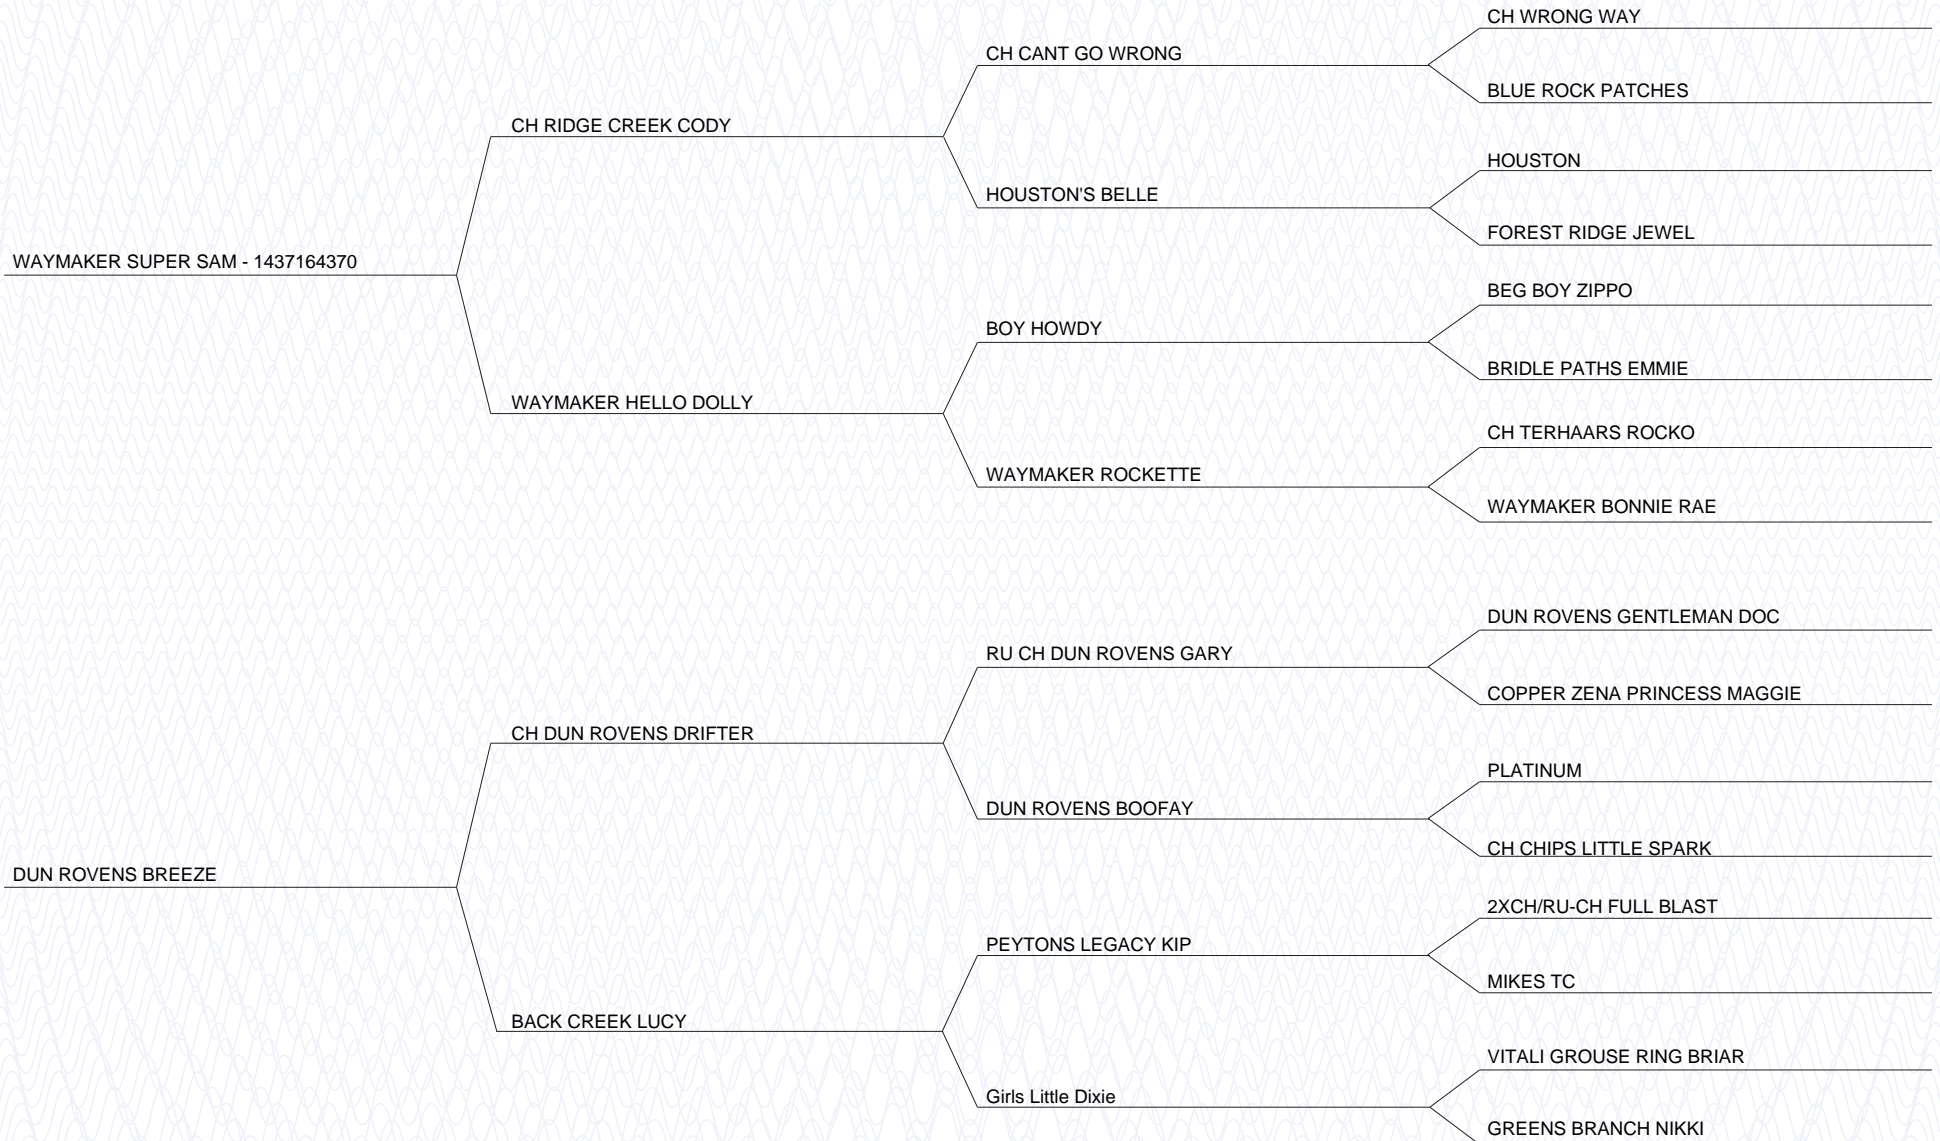 CH WRONG WAY
CH CANT GO WRONG
BLUE ROCK PATCHES
CH RIDGE CREEK CODY
HOUSTON
HOUSTON'S BELLE
FOREST RIDGE JEWEL
WAYMAKER SUPER SAM - 1437164370
BEG BOY ZIPPO
BOY HOWDY
BRIDLE PATHS EMMIE
WAYMAKER HELLO DOLLY
CH TERHAARS ROCKO
WAYMAKER ROCKETTE
WAYMAKER BONNIE RAE
DUN ROVENS GENTLEMAN DOC
RU CH DUN ROVENS GARY
COPPER ZENA PRINCESS MAGGIE
CH DUN ROVENS DRIFTER
PLATINUM
DUN ROVENS BOOFAY
CH CHIPS LITTLE SPARK
DUN ROVENS BREEZE
2XCH/RU-CH FULL BLAST
PEYTONS LEGACY KIP
MIKES TC
BACK CREEK LUCY
VITALI GROUSE RING BRIAR
Girls Little Dixie
GREENS BRANCH NIKKI